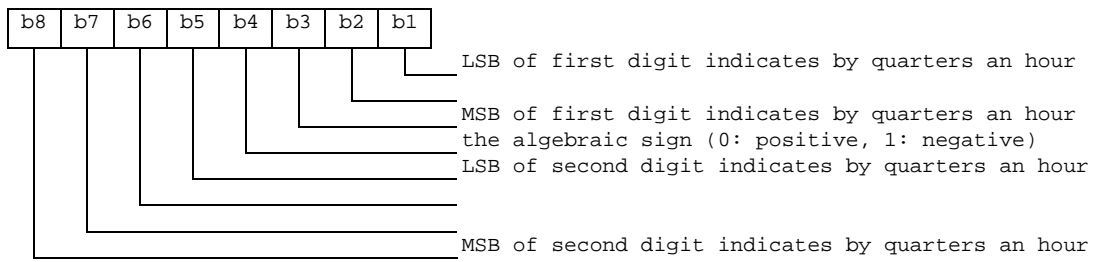 b8 b7 b6 b5 b4 b3 b2 b1
LSB of first digit indicates by quarters an hour
MSB of first digit indicates by quarters an hour
the algebraic sign (0: positive, 1: negative)
LSB of second digit indicates by quarters an hour
MSB of second digit indicates by quarters an hour